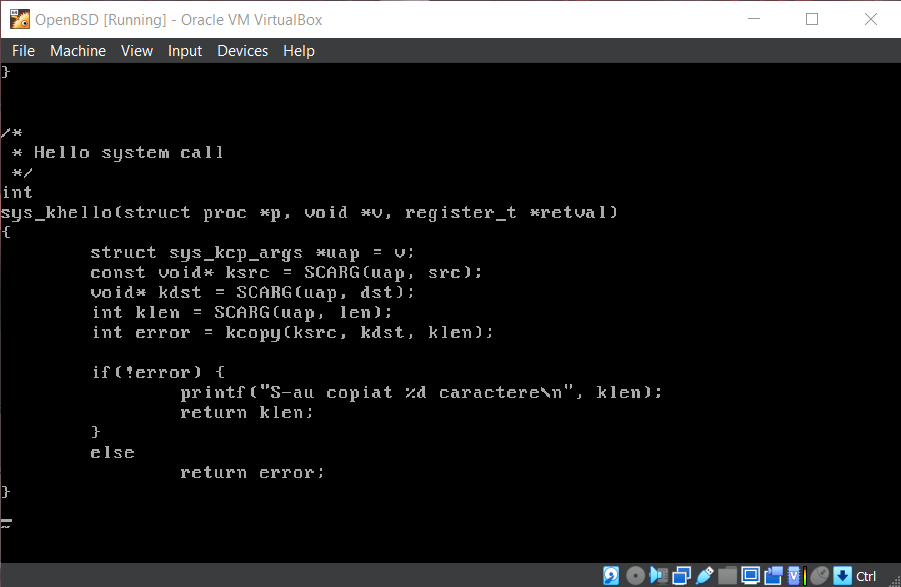 OpenBSD [Running] - Oracle VM VirtualBox
File Machine View Input Devices Help
}
/*
 * Hello system call
 */
int
sys_khello(struct proc *p, void *v, register_t *retval)
{
        struct sys_kcp_args *uap = v;
        const void* ksrc = SCARG(uap, src);
        void* kdst = SCARG(uap, dst);
        int klen = SCARG(uap, len);
        int error = kcopy(ksrc, kdst, klen);
        if(!error) {
                printf("S-au copiat %d caractere\n", klen);
                return klen;
        }
        else
                return error;
}
~
Ctrl